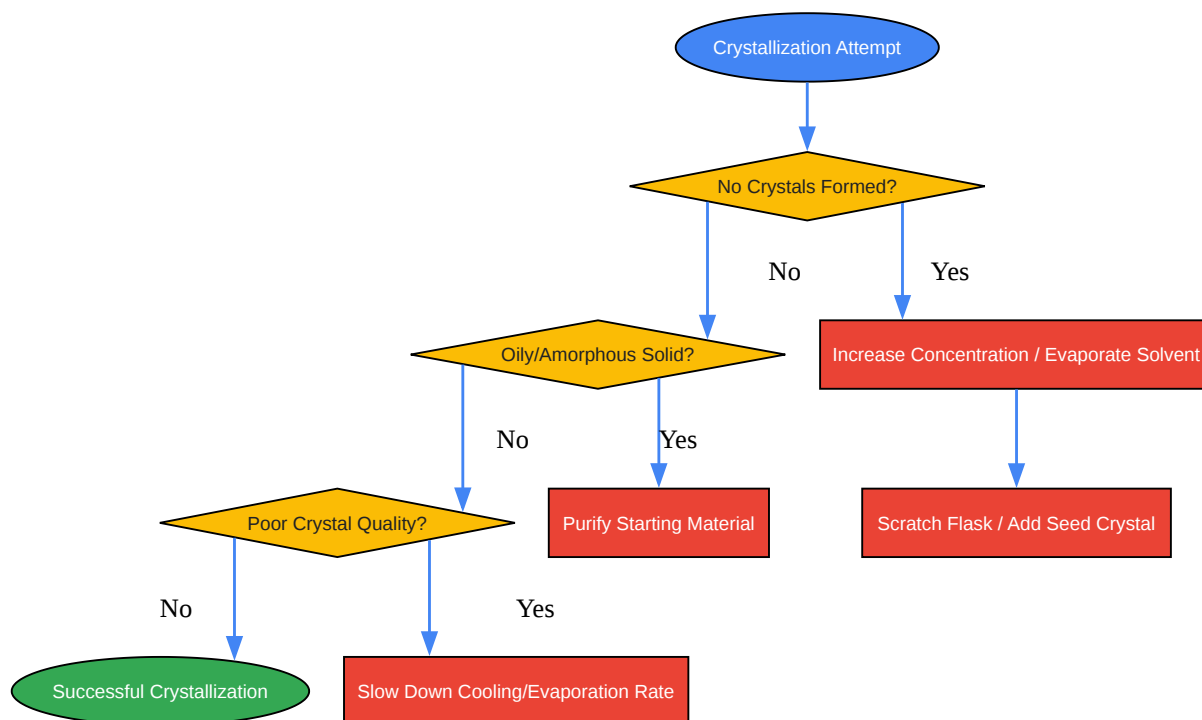 Crystallization Attempt
No Crystals Formed?
No
Yes
Oily/Amorphous Solid?
Increase Concentration / Evaporate Solvent
No
Yes
Poor Crystal Quality?
Purify Starting Material
Scratch Flask / Add Seed Crystal
No
Yes
Successful Crystallization
Slow Down Cooling/Evaporation Rate